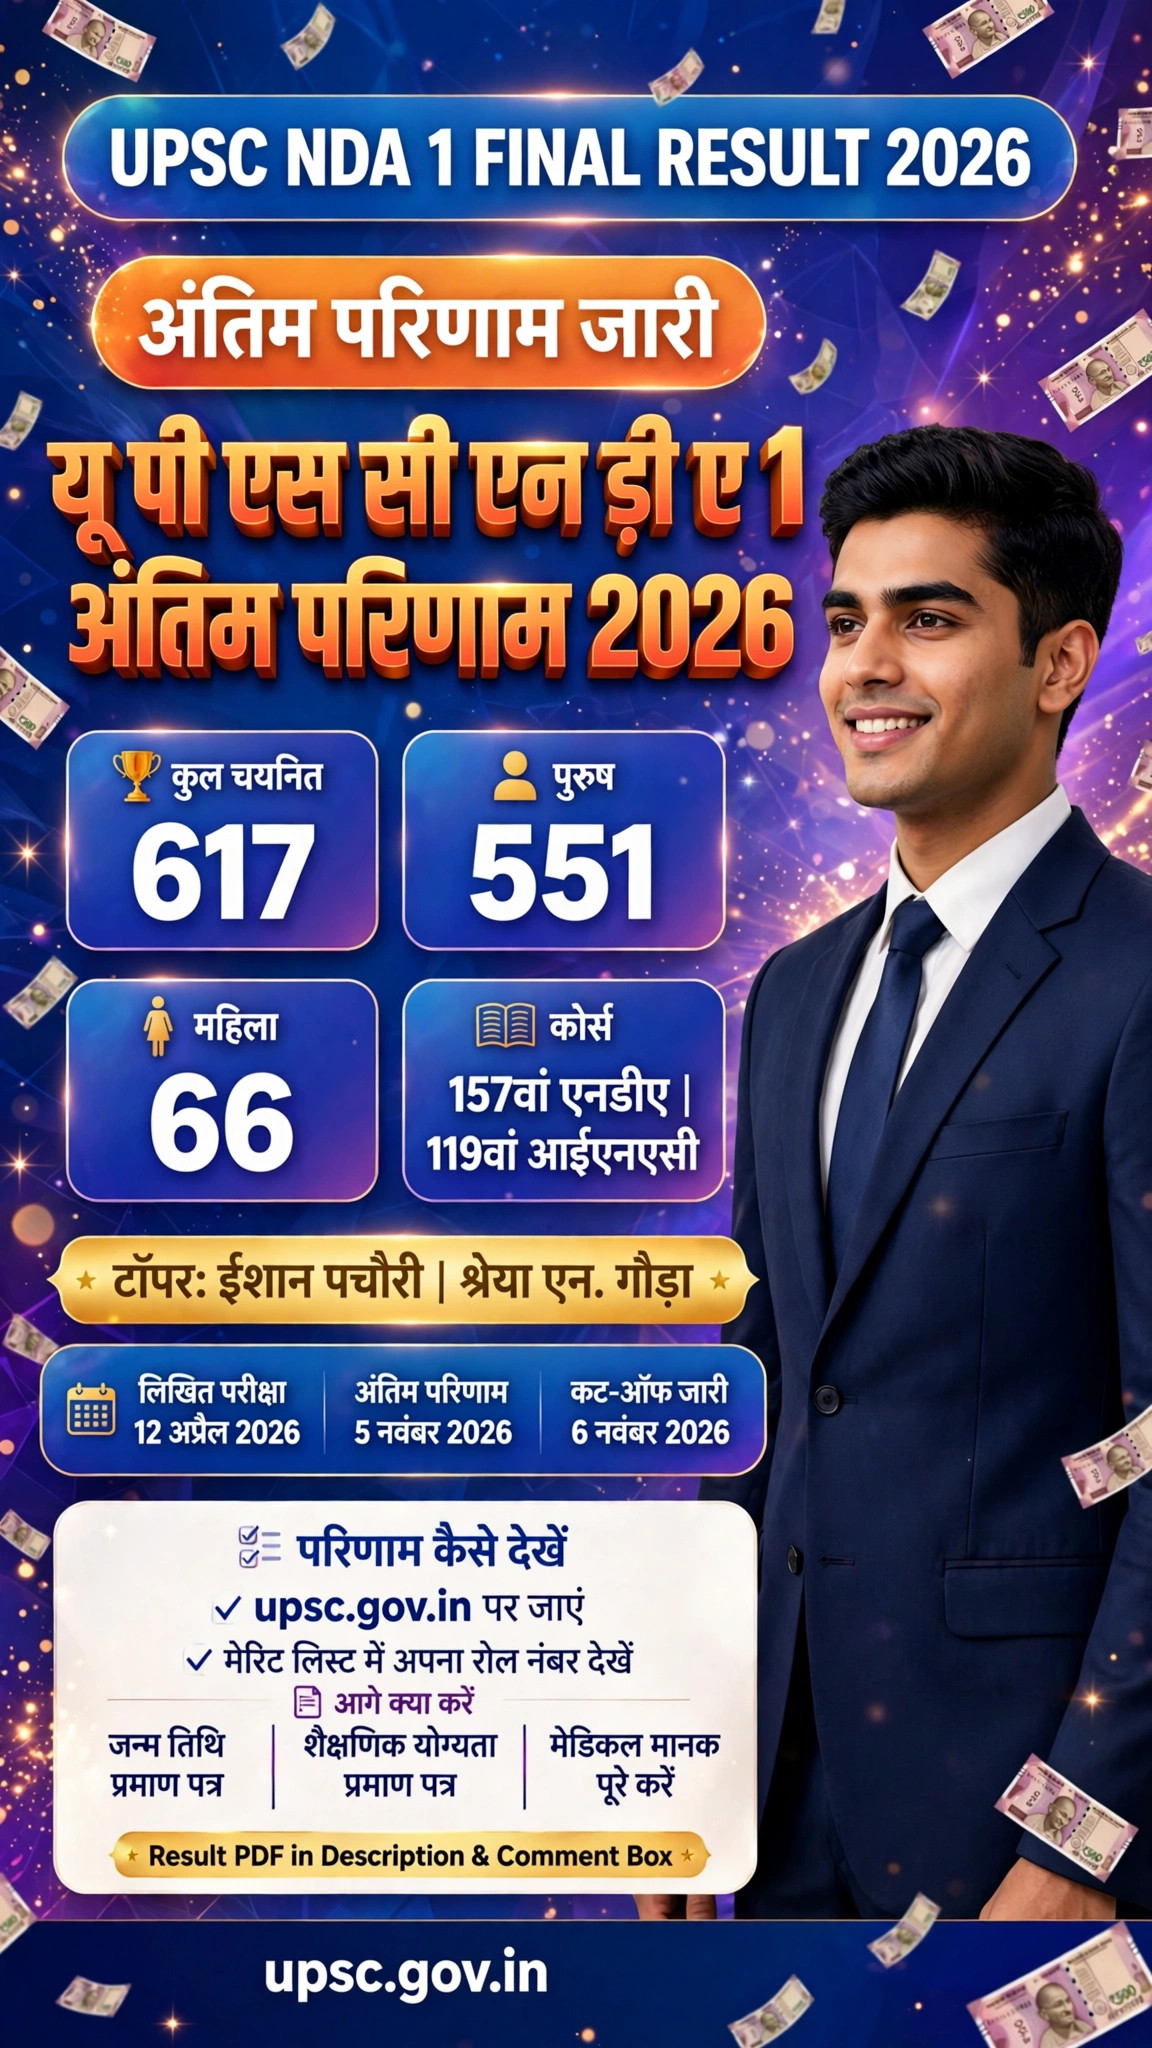 UPSC NDA 1 FINAL RESULT 2026
अंतिम परिणाम जारी
यू पी एस सी एन ड़ी ए 1
अंतिम परिणाम 2026
कुल चयनित
617
पुरुष
551
महिला
66
कोर्स
157वां एनडीए |
119वां आईएनएसी
टॉपर: ईशान पचौरी | श्रेया एन. गौड़ा
लिखित परीक्षा
12 अप्रैल 2026
अंतिम परिणाम
5 नवंबर 2026
कट-ऑफ जारी
6 नवंबर 2026
परिणाम कैसे देखें
upsc.gov.in पर जाएं
मेरिट लिस्ट में अपना रोल नंबर देखें
आगे क्या करें
जन्म तिथि
प्रमाण पत्र
शैक्षणिक योग्यता
प्रमाण पत्र
मेडिकल मानक
पूरे करें
Result PDF in Description & Comment Box
upsc.gov.in